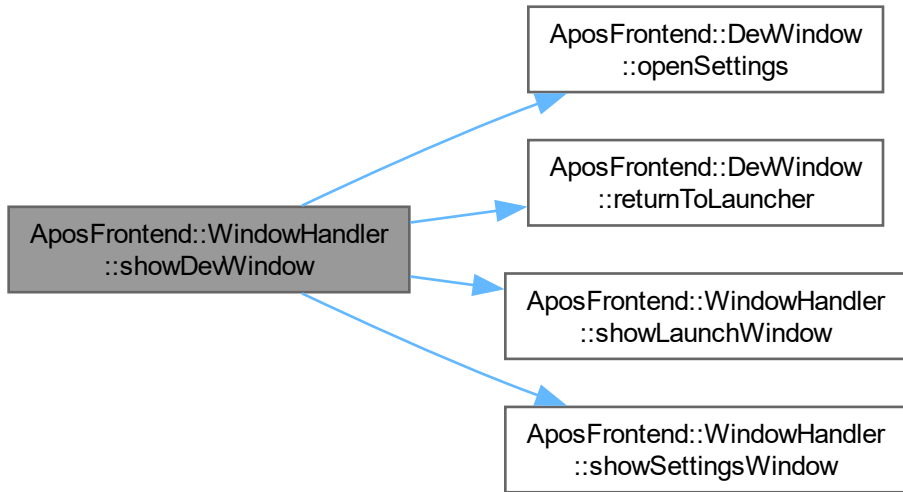 AposFrontend::DevWindow
::openSettings
AposFrontend::DevWindow
::returnToLauncher
AposFrontend::WindowHandler
::showDevWindow
AposFrontend::WindowHandler
::showLaunchWindow
AposFrontend::WindowHandler
::showSettingsWindow